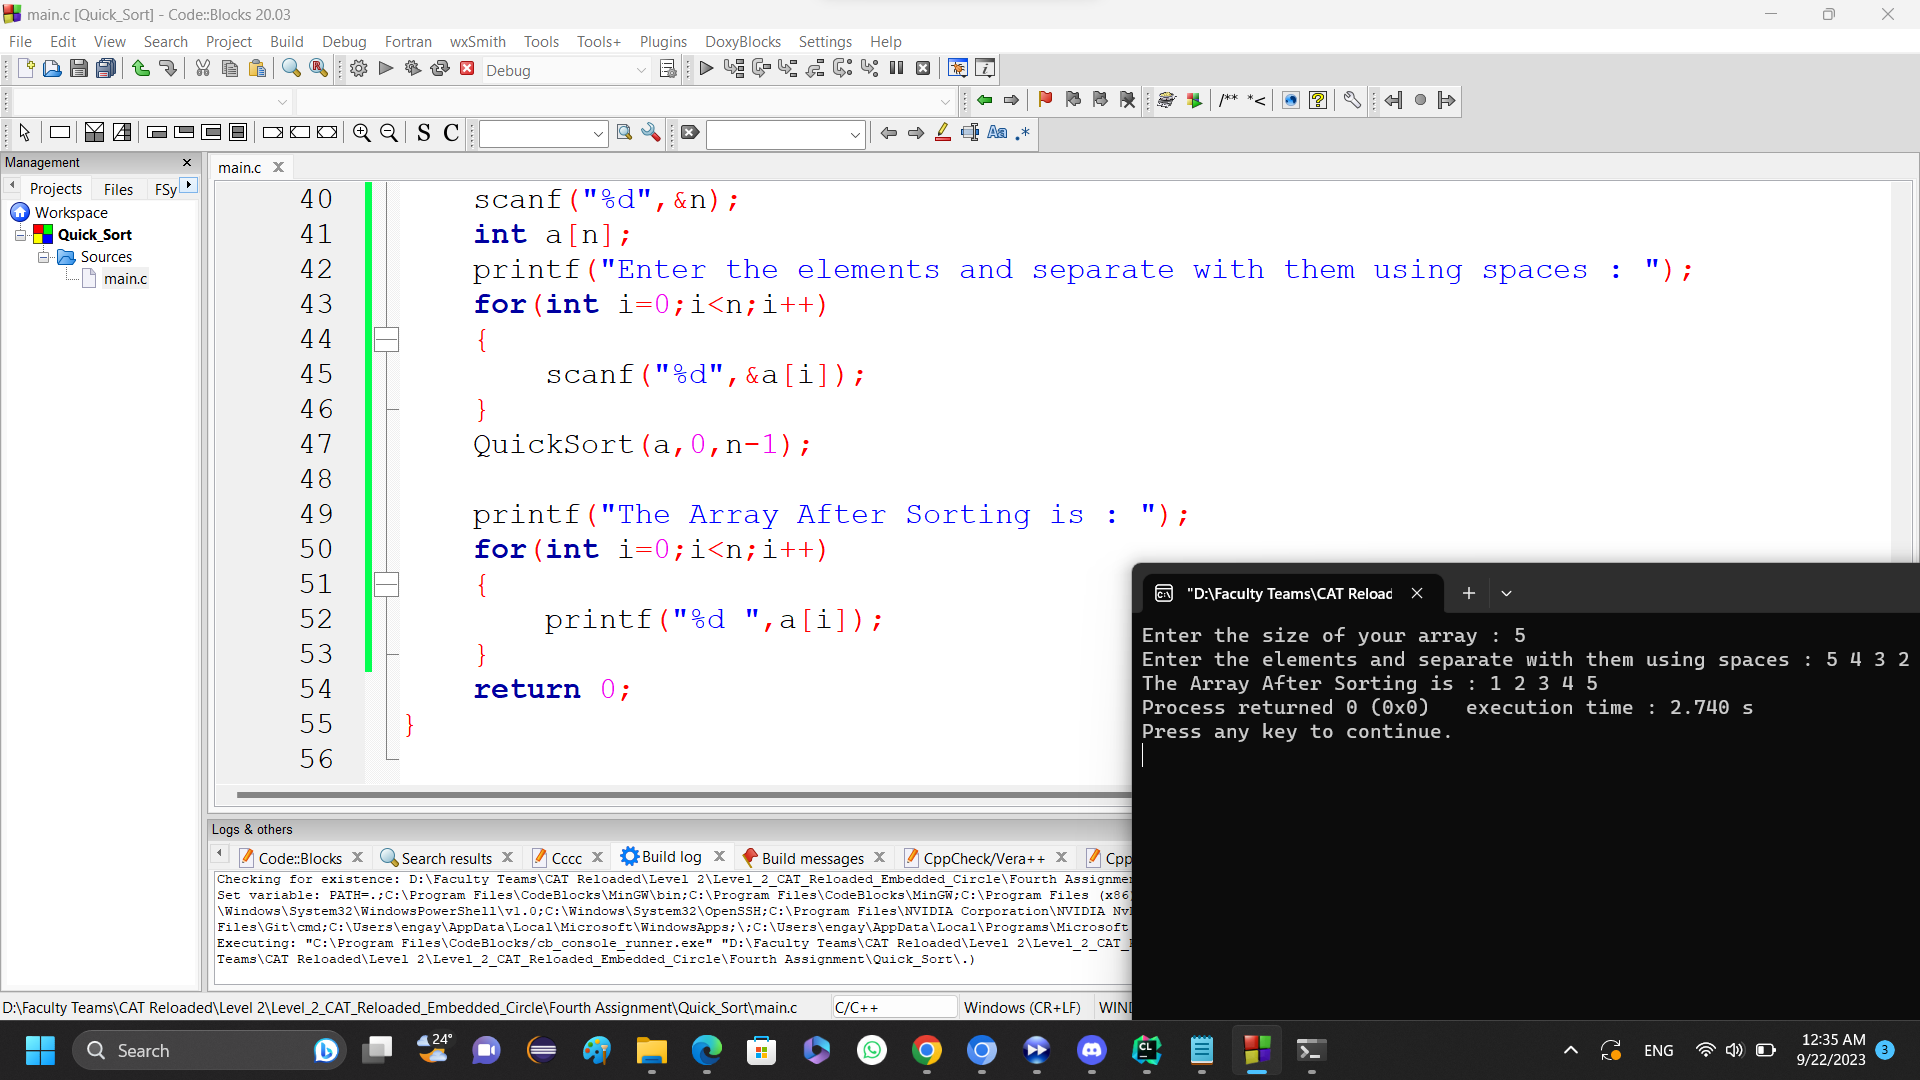 main.c [Quick_Sort] - Code::Blocks 20.03
File Edit View Search Project Build Debug Fortran wxSmith Tools Tools+ Plugins DoxyBlocks Settings Help
Debug
/** *<
S C
Aa .*
Management
Projects Files FSy
Workspace
Quick_Sort
Sources
main.c
main.c
40 scanf("%d",&n);
41 int a[n];
42 printf("Enter the elements and separate with them using spaces : ");
43 for(int i=0;i<n;i++)
44 {
45 scanf("%d",&a[i]);
46 }
47 QuickSort(a,0,n-1);
48
49 printf("The Array After Sorting is : ");
50 for(int i=0;i<n;i++)
51 {
52 printf("%d ",a[i]);
53 }
54 return 0;
55 }
56
"D:\Faculty Teams\CAT Reload
Enter the size of your array : 5
Enter the elements and separate with them using spaces : 5 4 3 2
The Array After Sorting is : 1 2 3 4 5
Process returned 0 (0x0)   execution time : 2.740 s
Press any key to continue.
Logs & others
Code::Blocks Search results Cccc Build log Build messages CppCheck/Vera++ Cpp
Checking for existence: D:\Faculty Teams\CAT Reloaded\Level 2\Level_2_CAT_Reloaded_Embedded_Circle\Fourth Assignmen
Set variable: PATH=.;C:\Program Files\CodeBlocks\MinGW\bin;C:\Program Files\CodeBlocks\MinGW;C:\Program Files (x86
\Windows\System32\WindowsPowerShell\v1.0;C:\Windows\System32\OpenSSH;C:\Program Files\NVIDIA Corporation\NVIDIA Nv
Files\Git\cmd;C:\Users\engay\AppData\Local\Microsoft\WindowsApps;\;C:\Users\engay\AppData\Local\Programs\Microsoft
Executing: "C:\Program Files\CodeBlocks/cb_console_runner.exe" "D:\Faculty Teams\CAT Reloaded\Level 2\Level_2_CAT_
Teams\CAT Reloaded\Level 2\Level_2_CAT_Reloaded_Embedded_Circle\Fourth Assignment\Quick_Sort\.)
D:\Faculty Teams\CAT Reloaded\Level 2\Level_2_CAT_Reloaded_Embedded_Circle\Fourth Assignment\Quick_Sort\main.c C/C++ Windows (CR+LF) WIND
Search 24° CL ENG 12:35 AM
9/22/2023 3